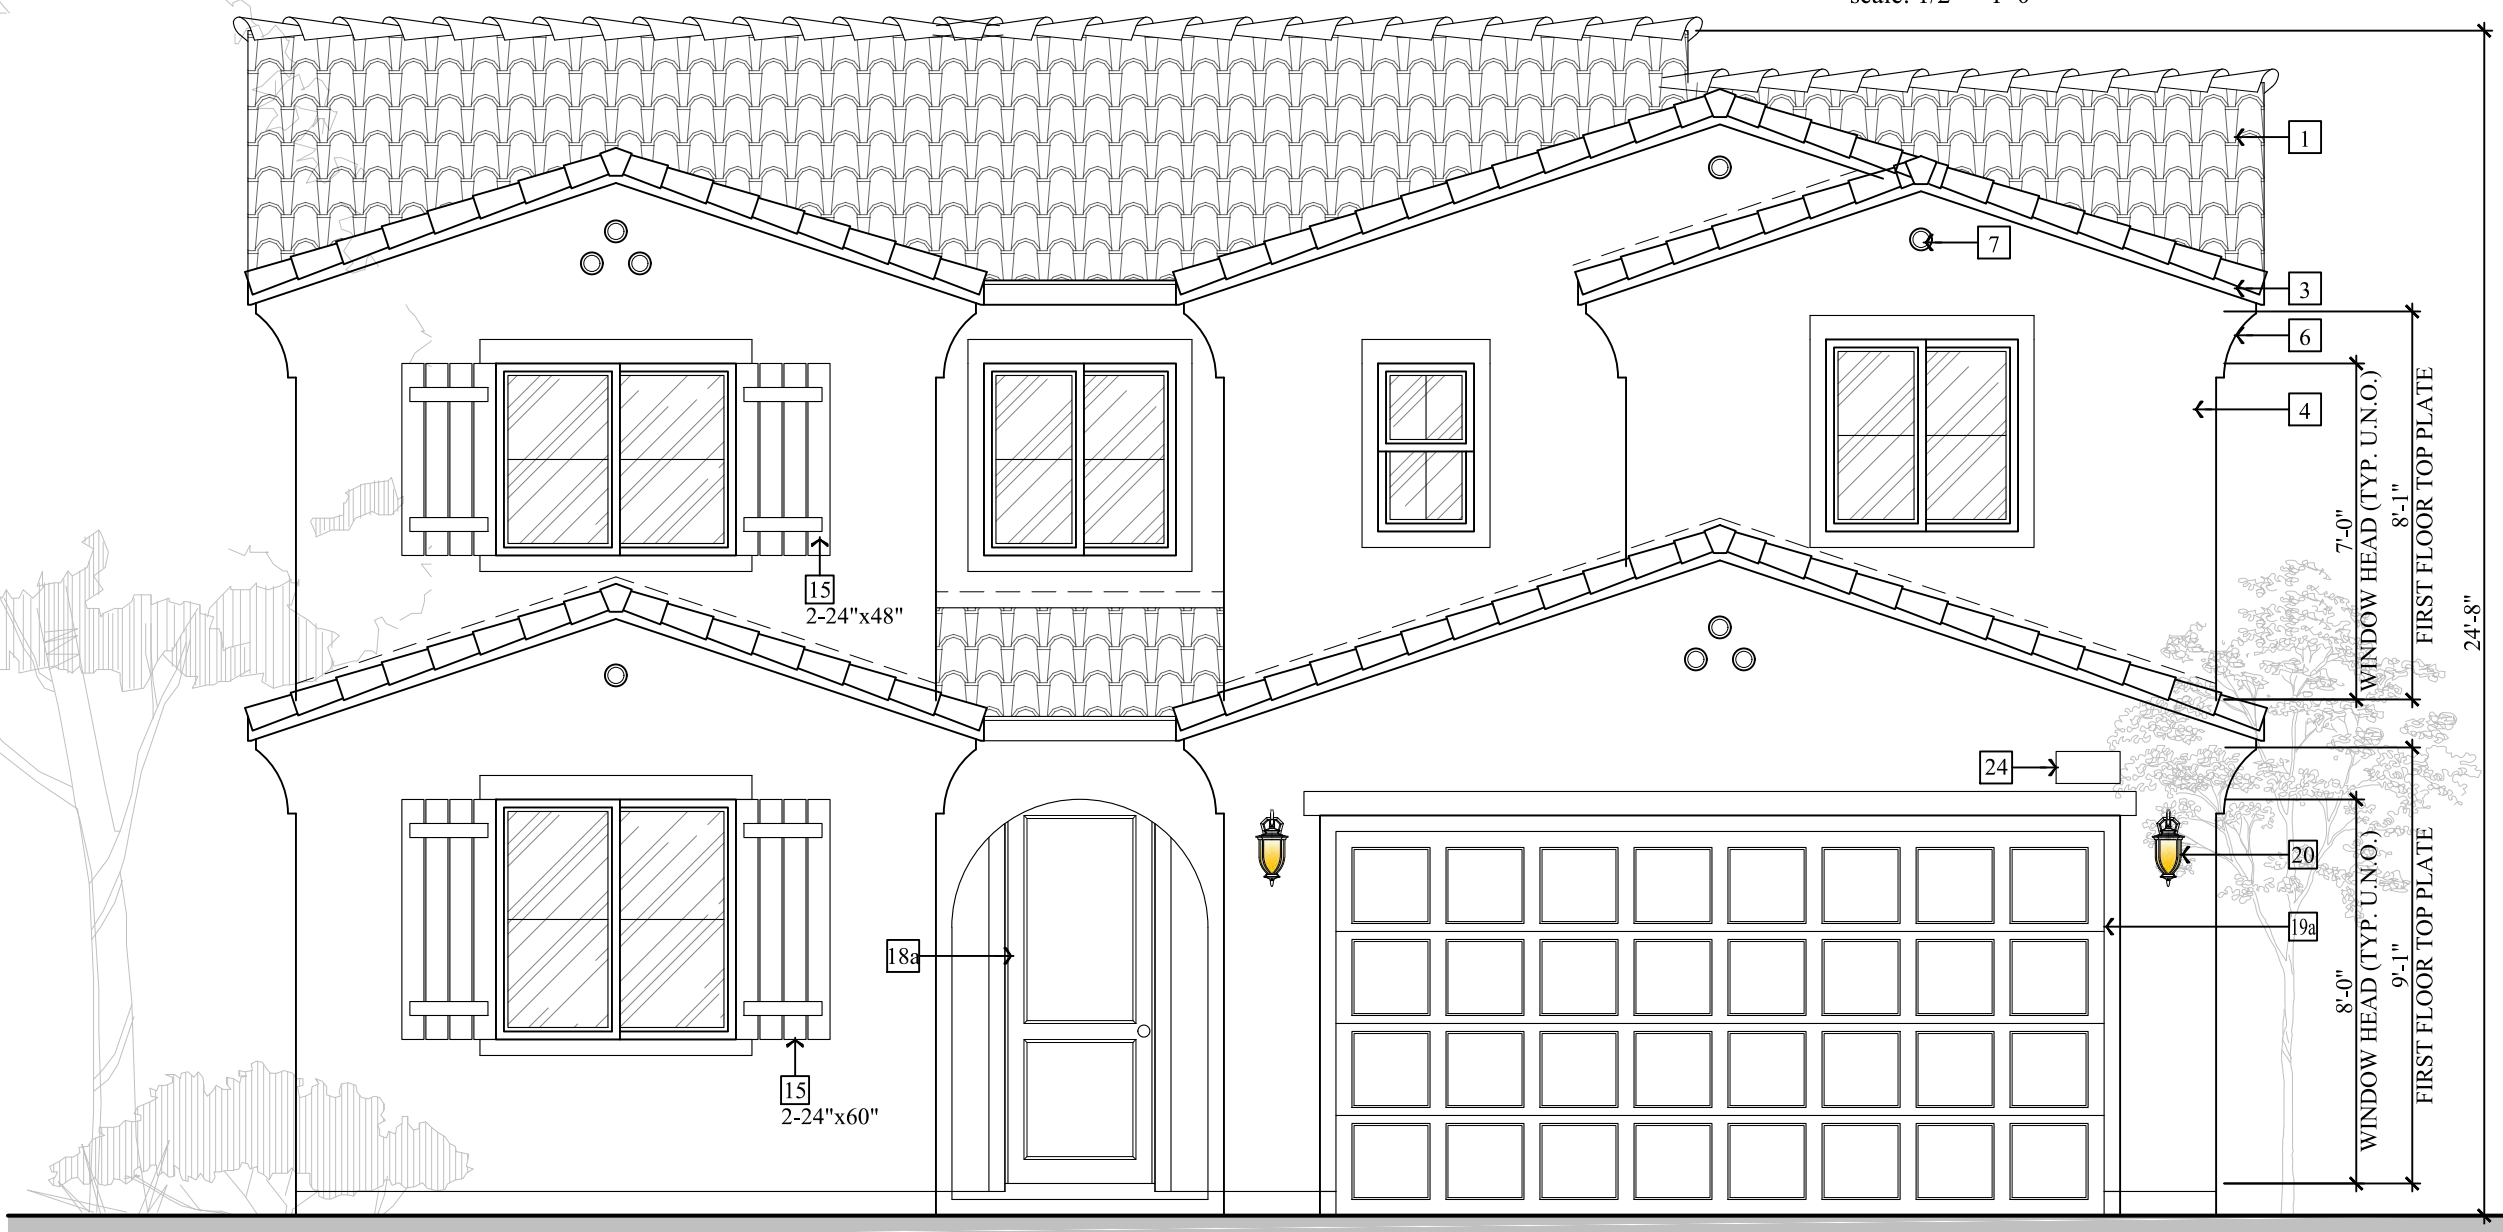 1
7
3
6
4
7'-0"
WINDOW HEAD (TYP. U.N.O.)
8'-1"
FIRST FLOOR TOP PLATE
24'-8"
15
2-24"x48"
24
20
18a
19a
8'-0"
WINDOW HEAD (TYP. U.N.O.)
9'-1"
FIRST FLOOR TOP PLATE
15
2-24"x60"